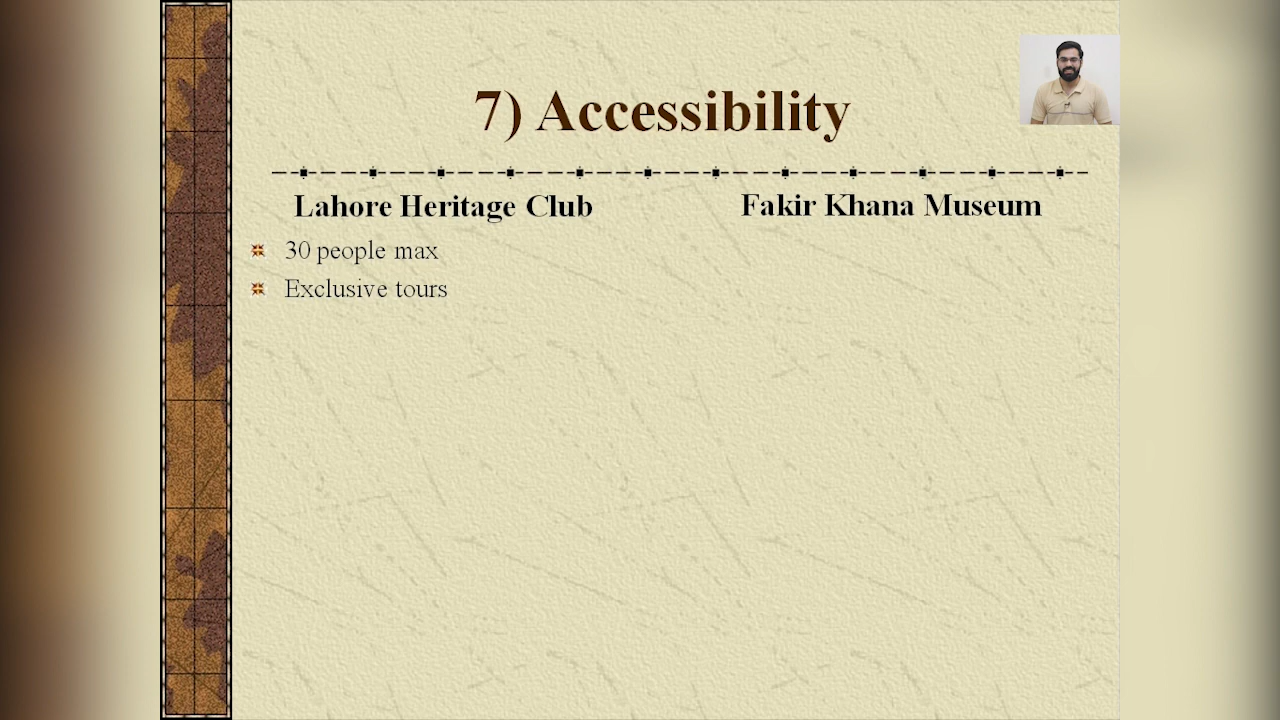 7) Accessibility
Lahore Heritage Club
Fakir Khana Museum
30 people max
Exclusive tours